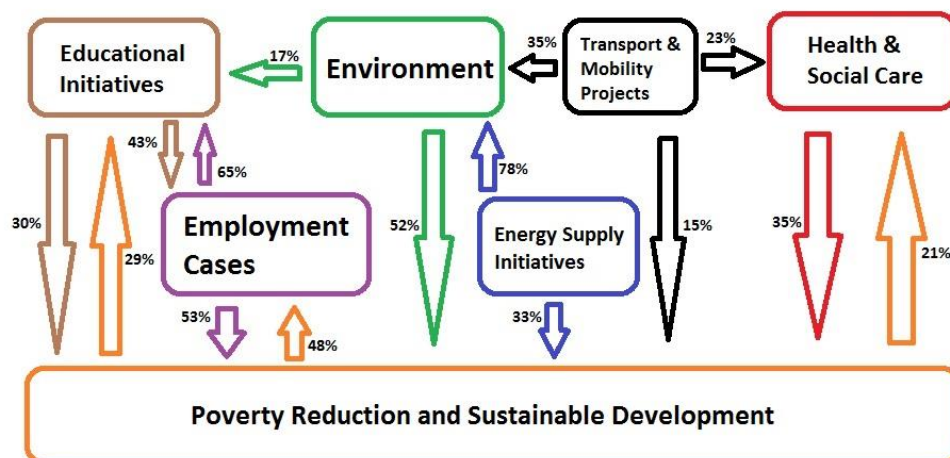 Educational
Initiatives
17%
Environment
35%
Transport &
Mobility
Projects
23%
Health &
Social Care
43%
65%
78%
30%
29%
Employment
Cases
52%
Energy Supply
Initiatives
15%
35%
21%
53%
48%
33%
Poverty Reduction and Sustainable Development